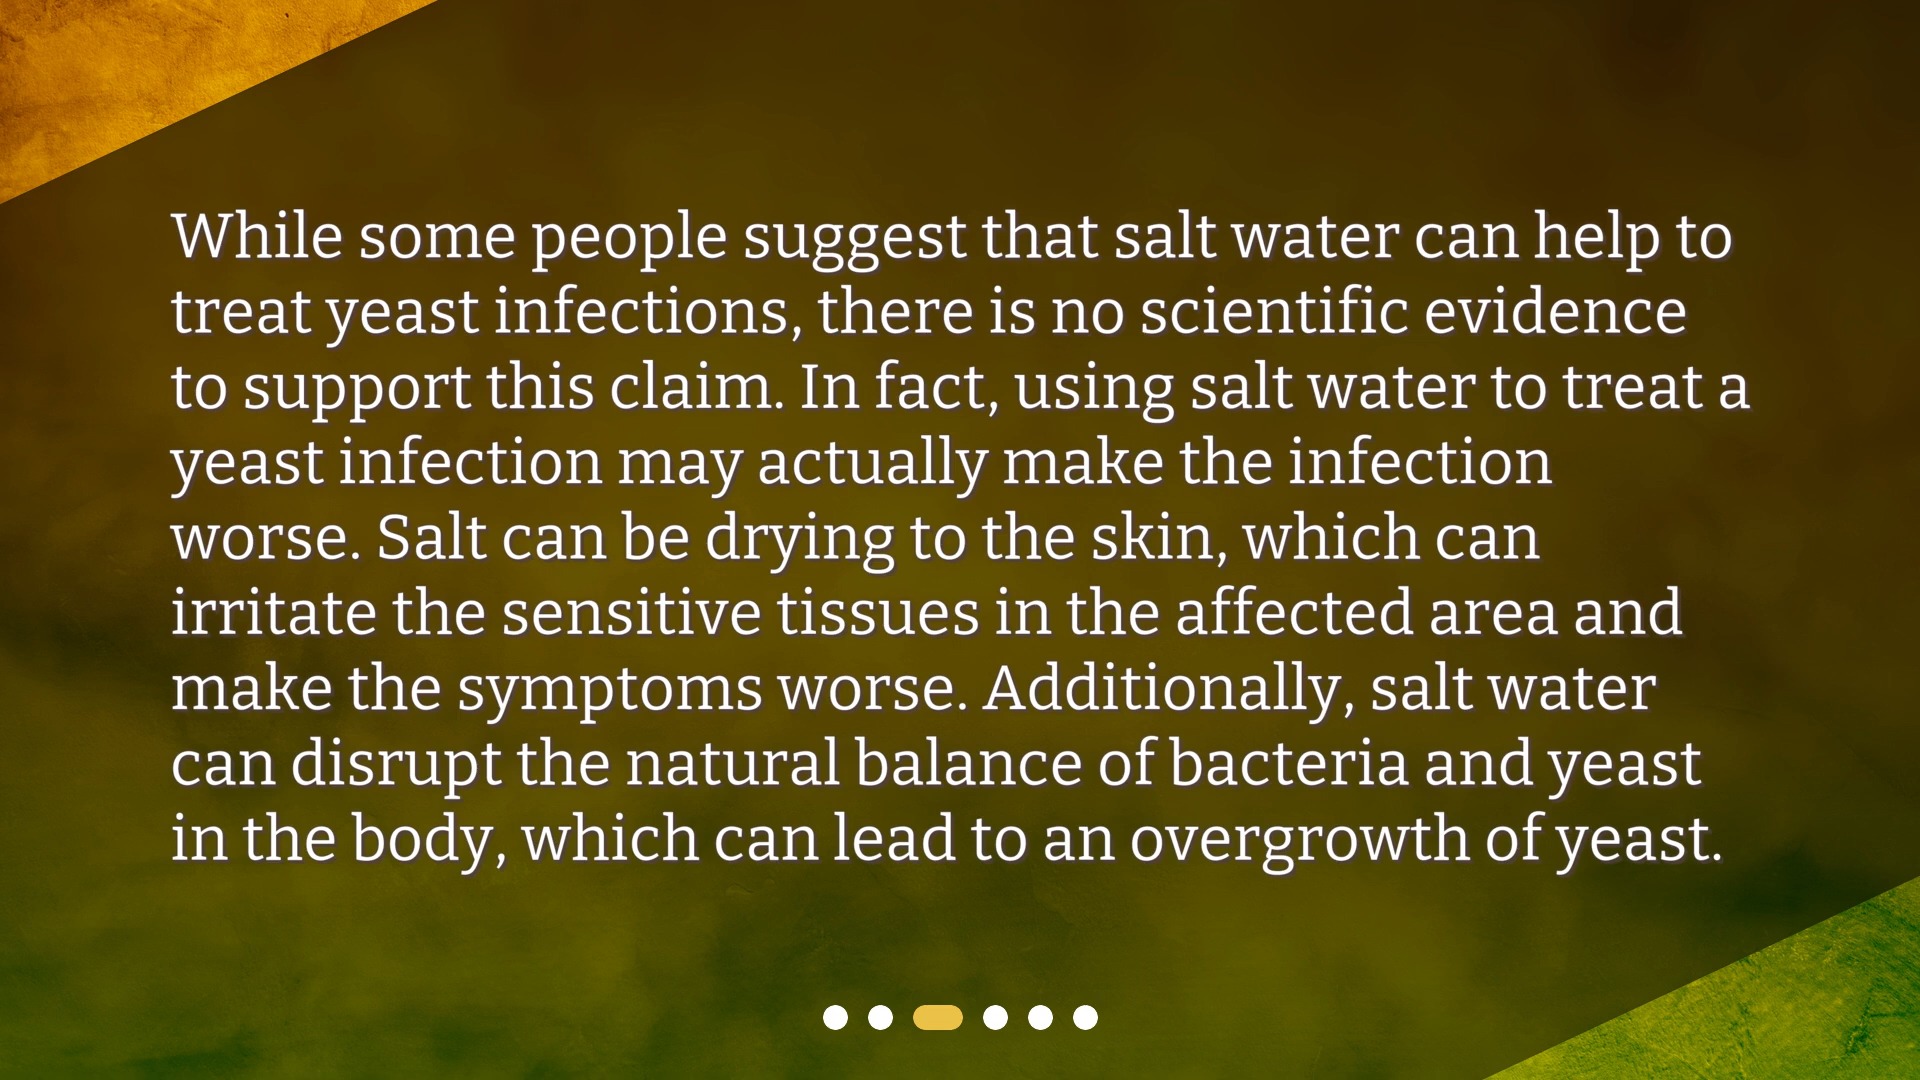 While some people suggest that salt water can help to
treat yeast infections, there is no scientific evidence
to support this claim. In fact, using salt water to treat a
yeast infection may actually make the infection
worse. Salt can be drying to the skin, which can
irritate the sensitive tissues in the affected area and
make the symptoms worse. Additionally, salt water
can disrupt the natural balance of bacteria and yeast
in the body, which can lead to an overgrowth of yeast.